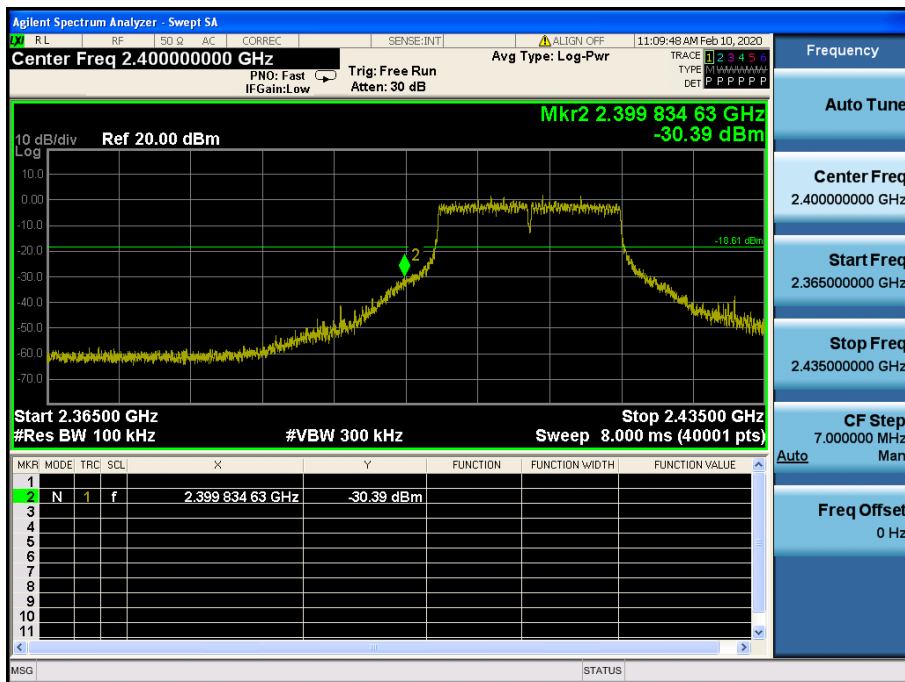 Agilent Spectrum Analyzer - Swept SA
LXI RL RF 50 Ω AC CORREC SENSE:INT ALIGN OFF 11:09:48 AM Feb 10, 2020
Center Freq 2.400000000 GHz
PNO: Fast
IFGain:Low
Trig: Free Run
Atten: 30 dB
Avg Type: Log-Pwr
TRACE 1 2 3 4 5 6
TYPE M WWWWW
DET P P P P P P
Mkr2 2.399 834 63 GHz
-30.39 dBm
10 dB/div
Log
Ref 20.00 dBm
10.0
0.00
-10.0
-20.0
-30.0
-40.0
-50.0
-60.0
-70.0
-18.61 dBm
2
Start 2.36500 GHz
Stop 2.43500 GHz
#Res BW 100 kHz
#VBW 300 kHz
Sweep 8.000 ms (40001 pts)
MKR MODE TRC SCL X Y FUNCTION FUNCTION WIDTH FUNCTION VALUE
1
2 N 1 f 2.399 834 63 GHz -30.39 dBm
3
4
5
6
7
8
9
10
11
MSG
STATUS
Frequency
Auto Tune
Center Freq
2.400000000 GHz
Start Freq
2.365000000 GHz
Stop Freq
2.435000000 GHz
CF Step
7.000000 MHz
Auto Man
Freq Offset
0 Hz